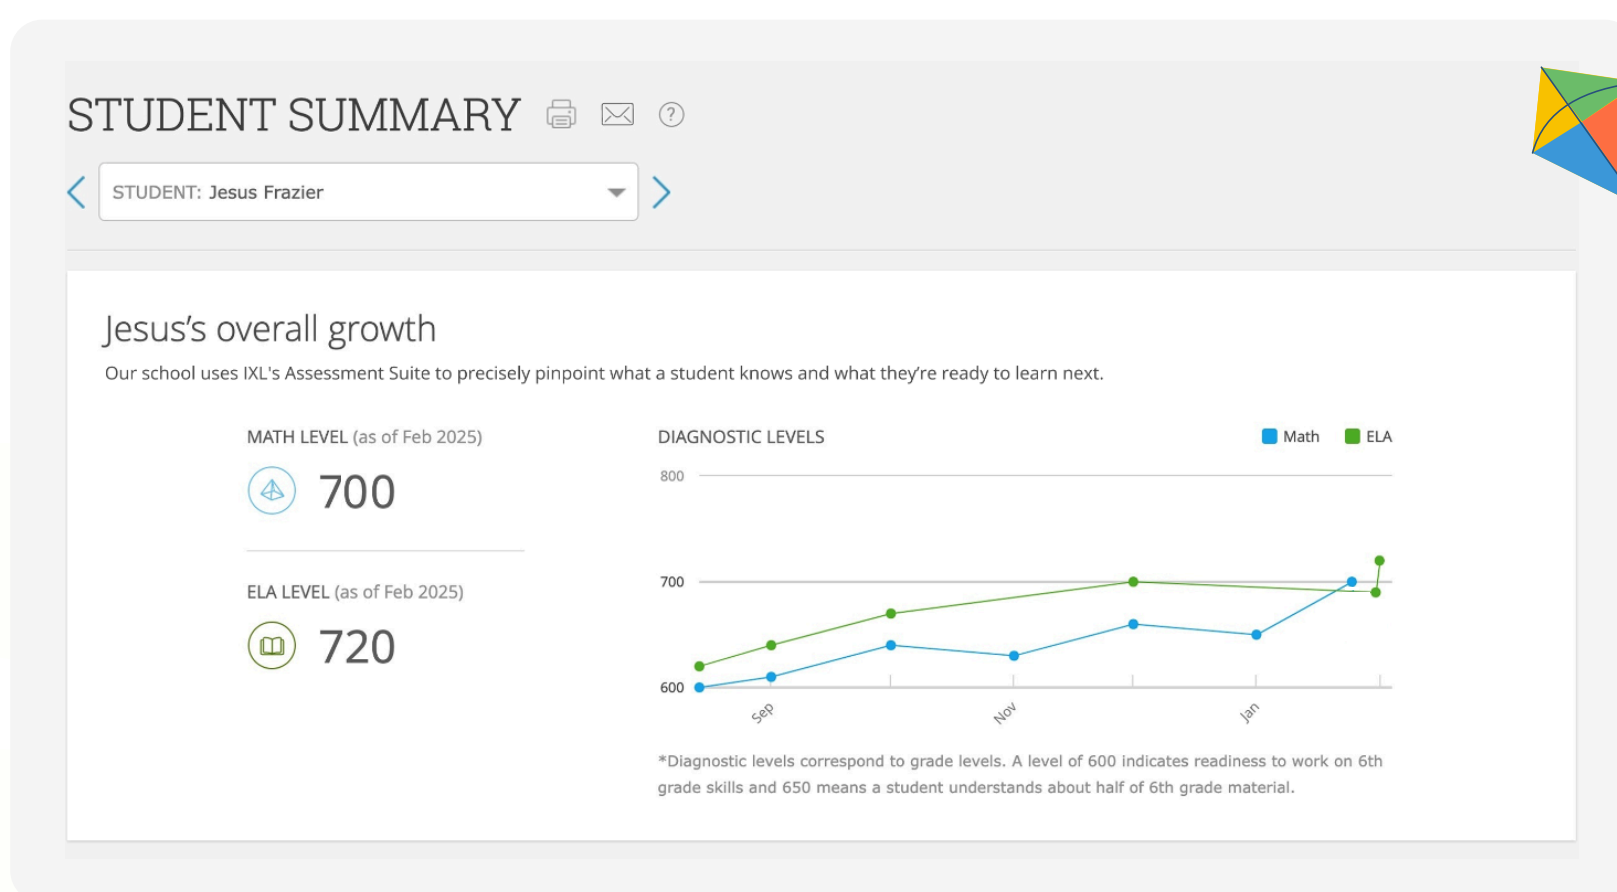 STUDENT SUMMARY
?
STUDENT: Jesus Frazier
Jesus's overall growth
Our school uses IXL's Assessment Suite to precisely pinpoint what a student knows and what they're ready to learn next.
MATH LEVEL (as of Feb 2025)
700
ELA LEVEL (as of Feb 2025)
720
DIAGNOSTIC LEVELS
Math
ELA
800
700
600
Sep
Nov
Jan
*Diagnostic levels correspond to grade levels. A level of 600 indicates readiness to work on 6th
grade skills and 650 means a student understands about half of 6th grade material.